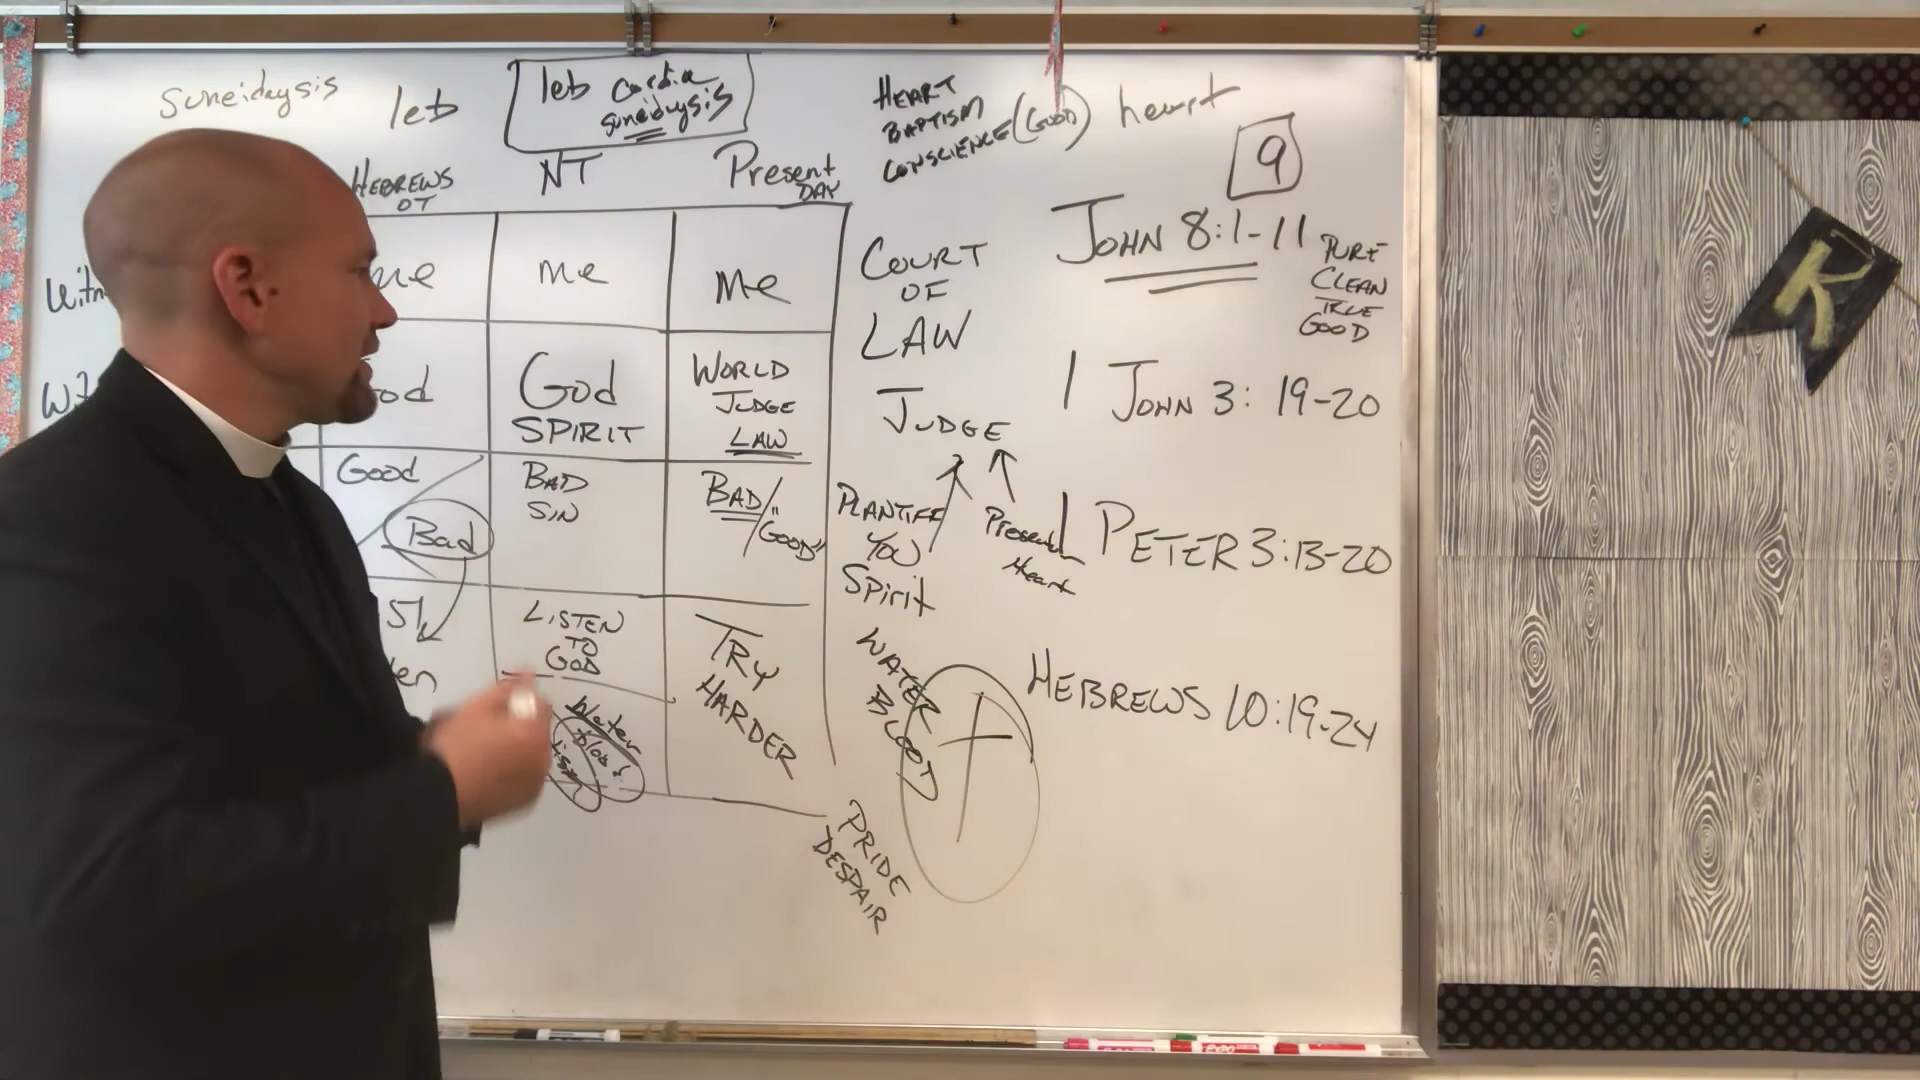 suneidaysis
leb
leb cardia
suneidaysis
HEART
BAPTISM
CONSCIENCE (GOOD) heart
9
HEBREWS
OT
NT
Present
DAY
me
me
God
SPIRIT
WORLD
JUDGE
LAW
Good
Bad
BAD
SIN
BAD/
"GOOD"
LISTEN
TO
GOD
TRY
HARDER
Water
blood
COURT
OF
LAW
JUDGE
PLANTIFF
YOU
Spirit
Present
Heart
WATER
BLOOD
PRIDE
DESPAIR
JOHN 8:1-11
PURE
CLEAN
TRUE
GOOD
1 JOHN 3: 19-20
1 PETER 3:13-20
HEBREWS 10:19-24
K